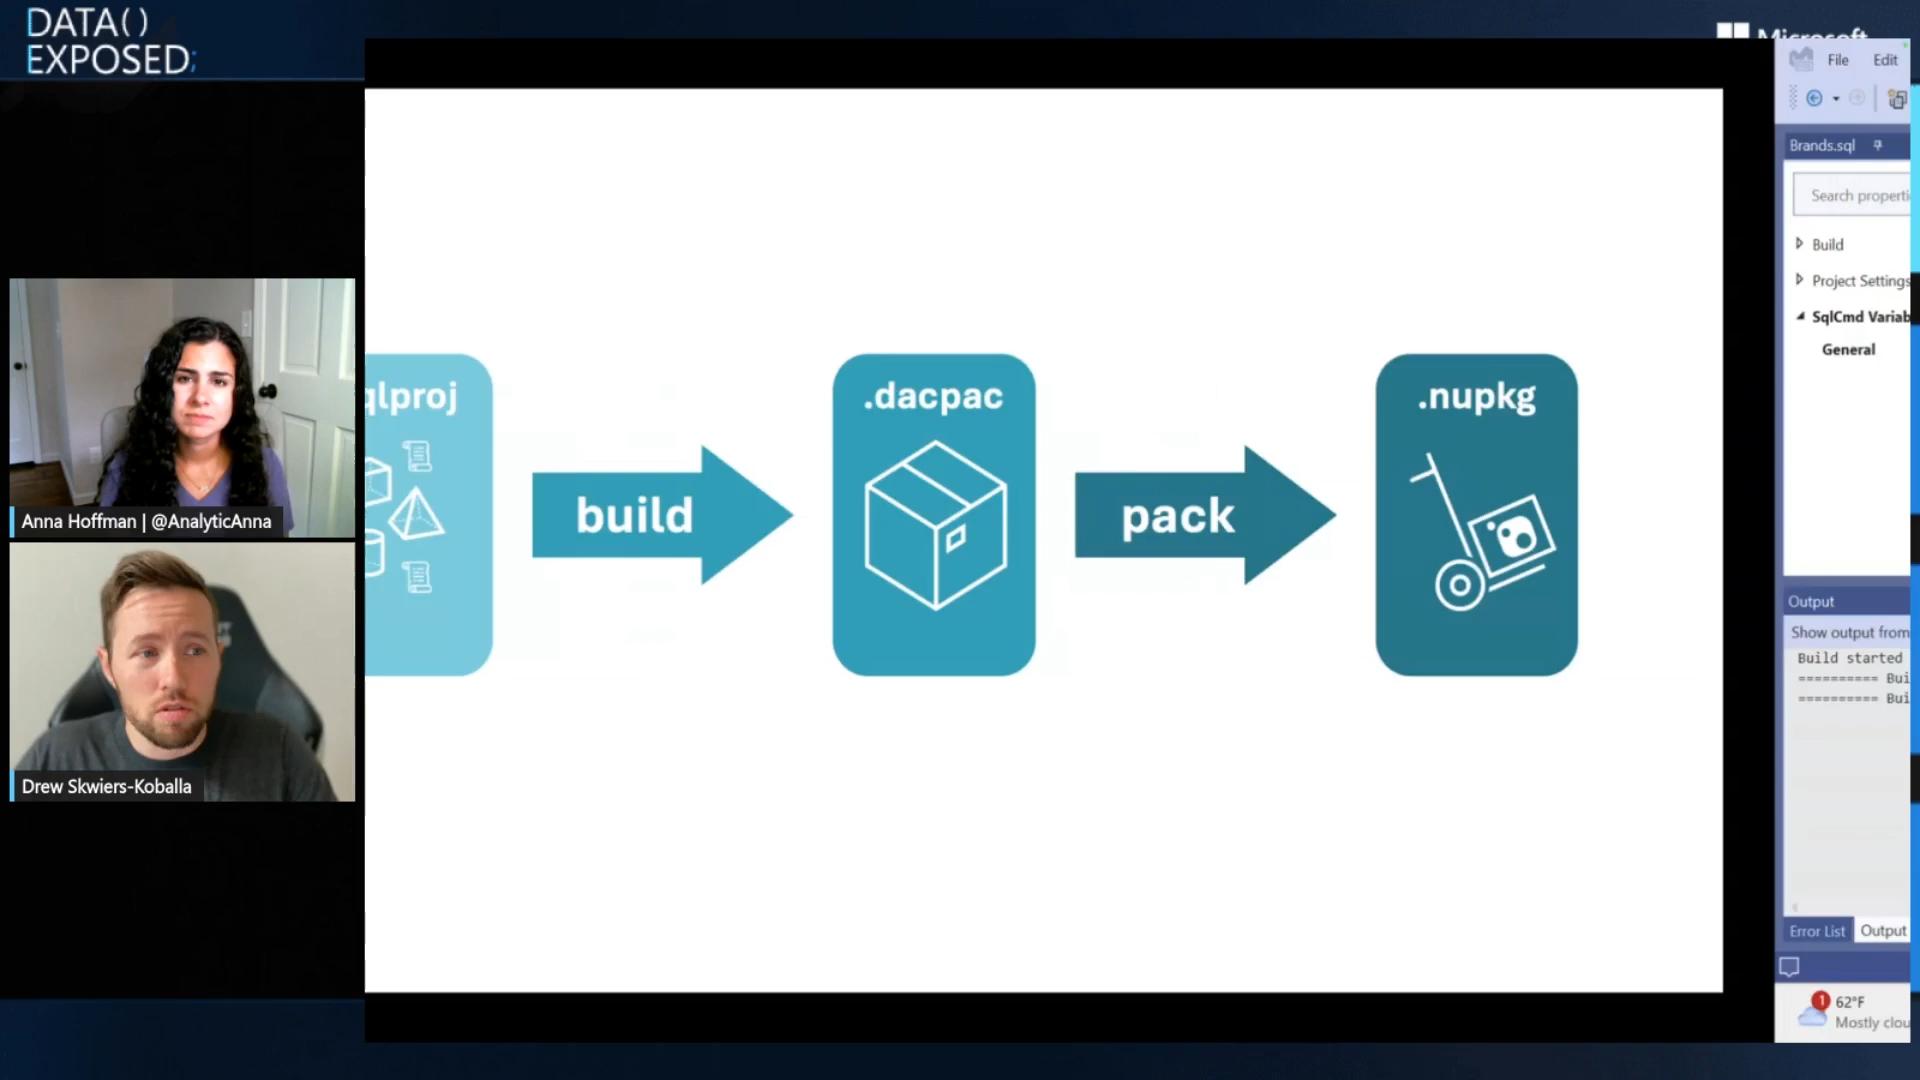 DATA()
EXPOSED;
Microsoft
File Edit
Brands.sql
Search properti
Build
Project Settings
SqlCmd Variab
General
qlproj
build
.dacpac
pack
.nupkg
Anna Hoffman | @AnalyticAnna
Drew Skwiers-Koballa
Output
Show output from
Build started
========== Bui
========== Bui
Error List Output
1 62°F
Mostly clou